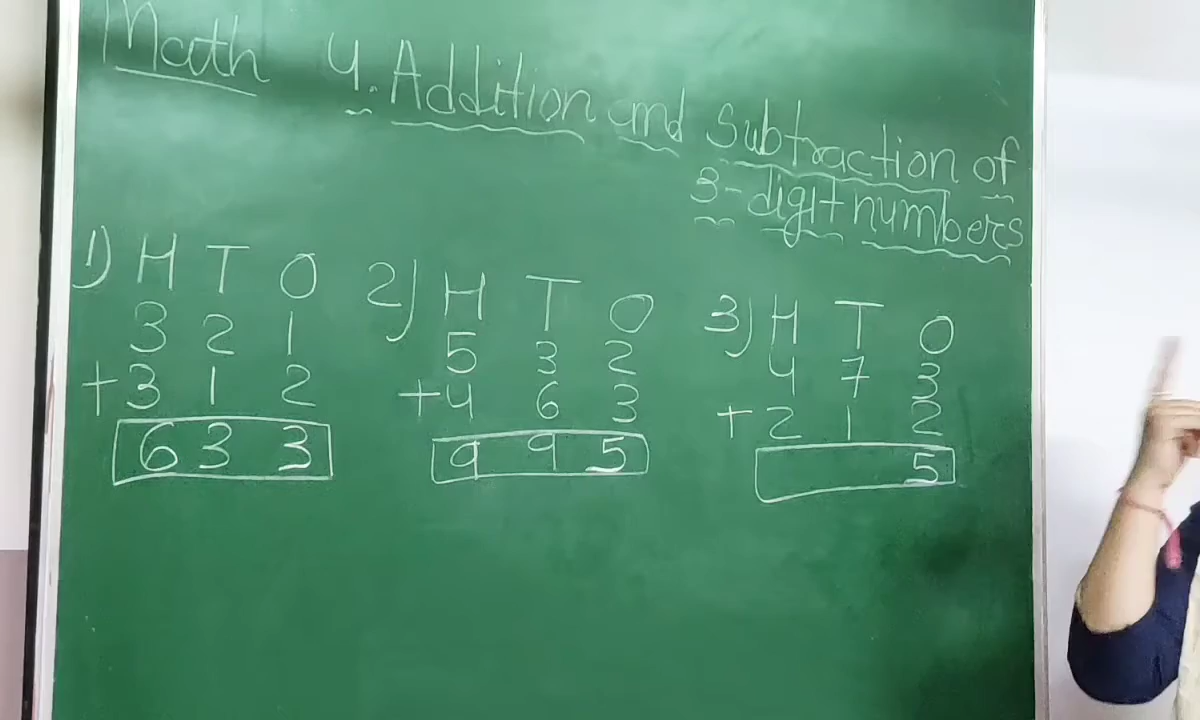 Math 4. Addition and Subtraction of
3-digit numbers
1) H T O
3 2 1
+3 1 2
6 3 3
2) H T O
5 3 2
+4 6 3
9 9 5
3) H T O
4 7 3
+2 1 2
5